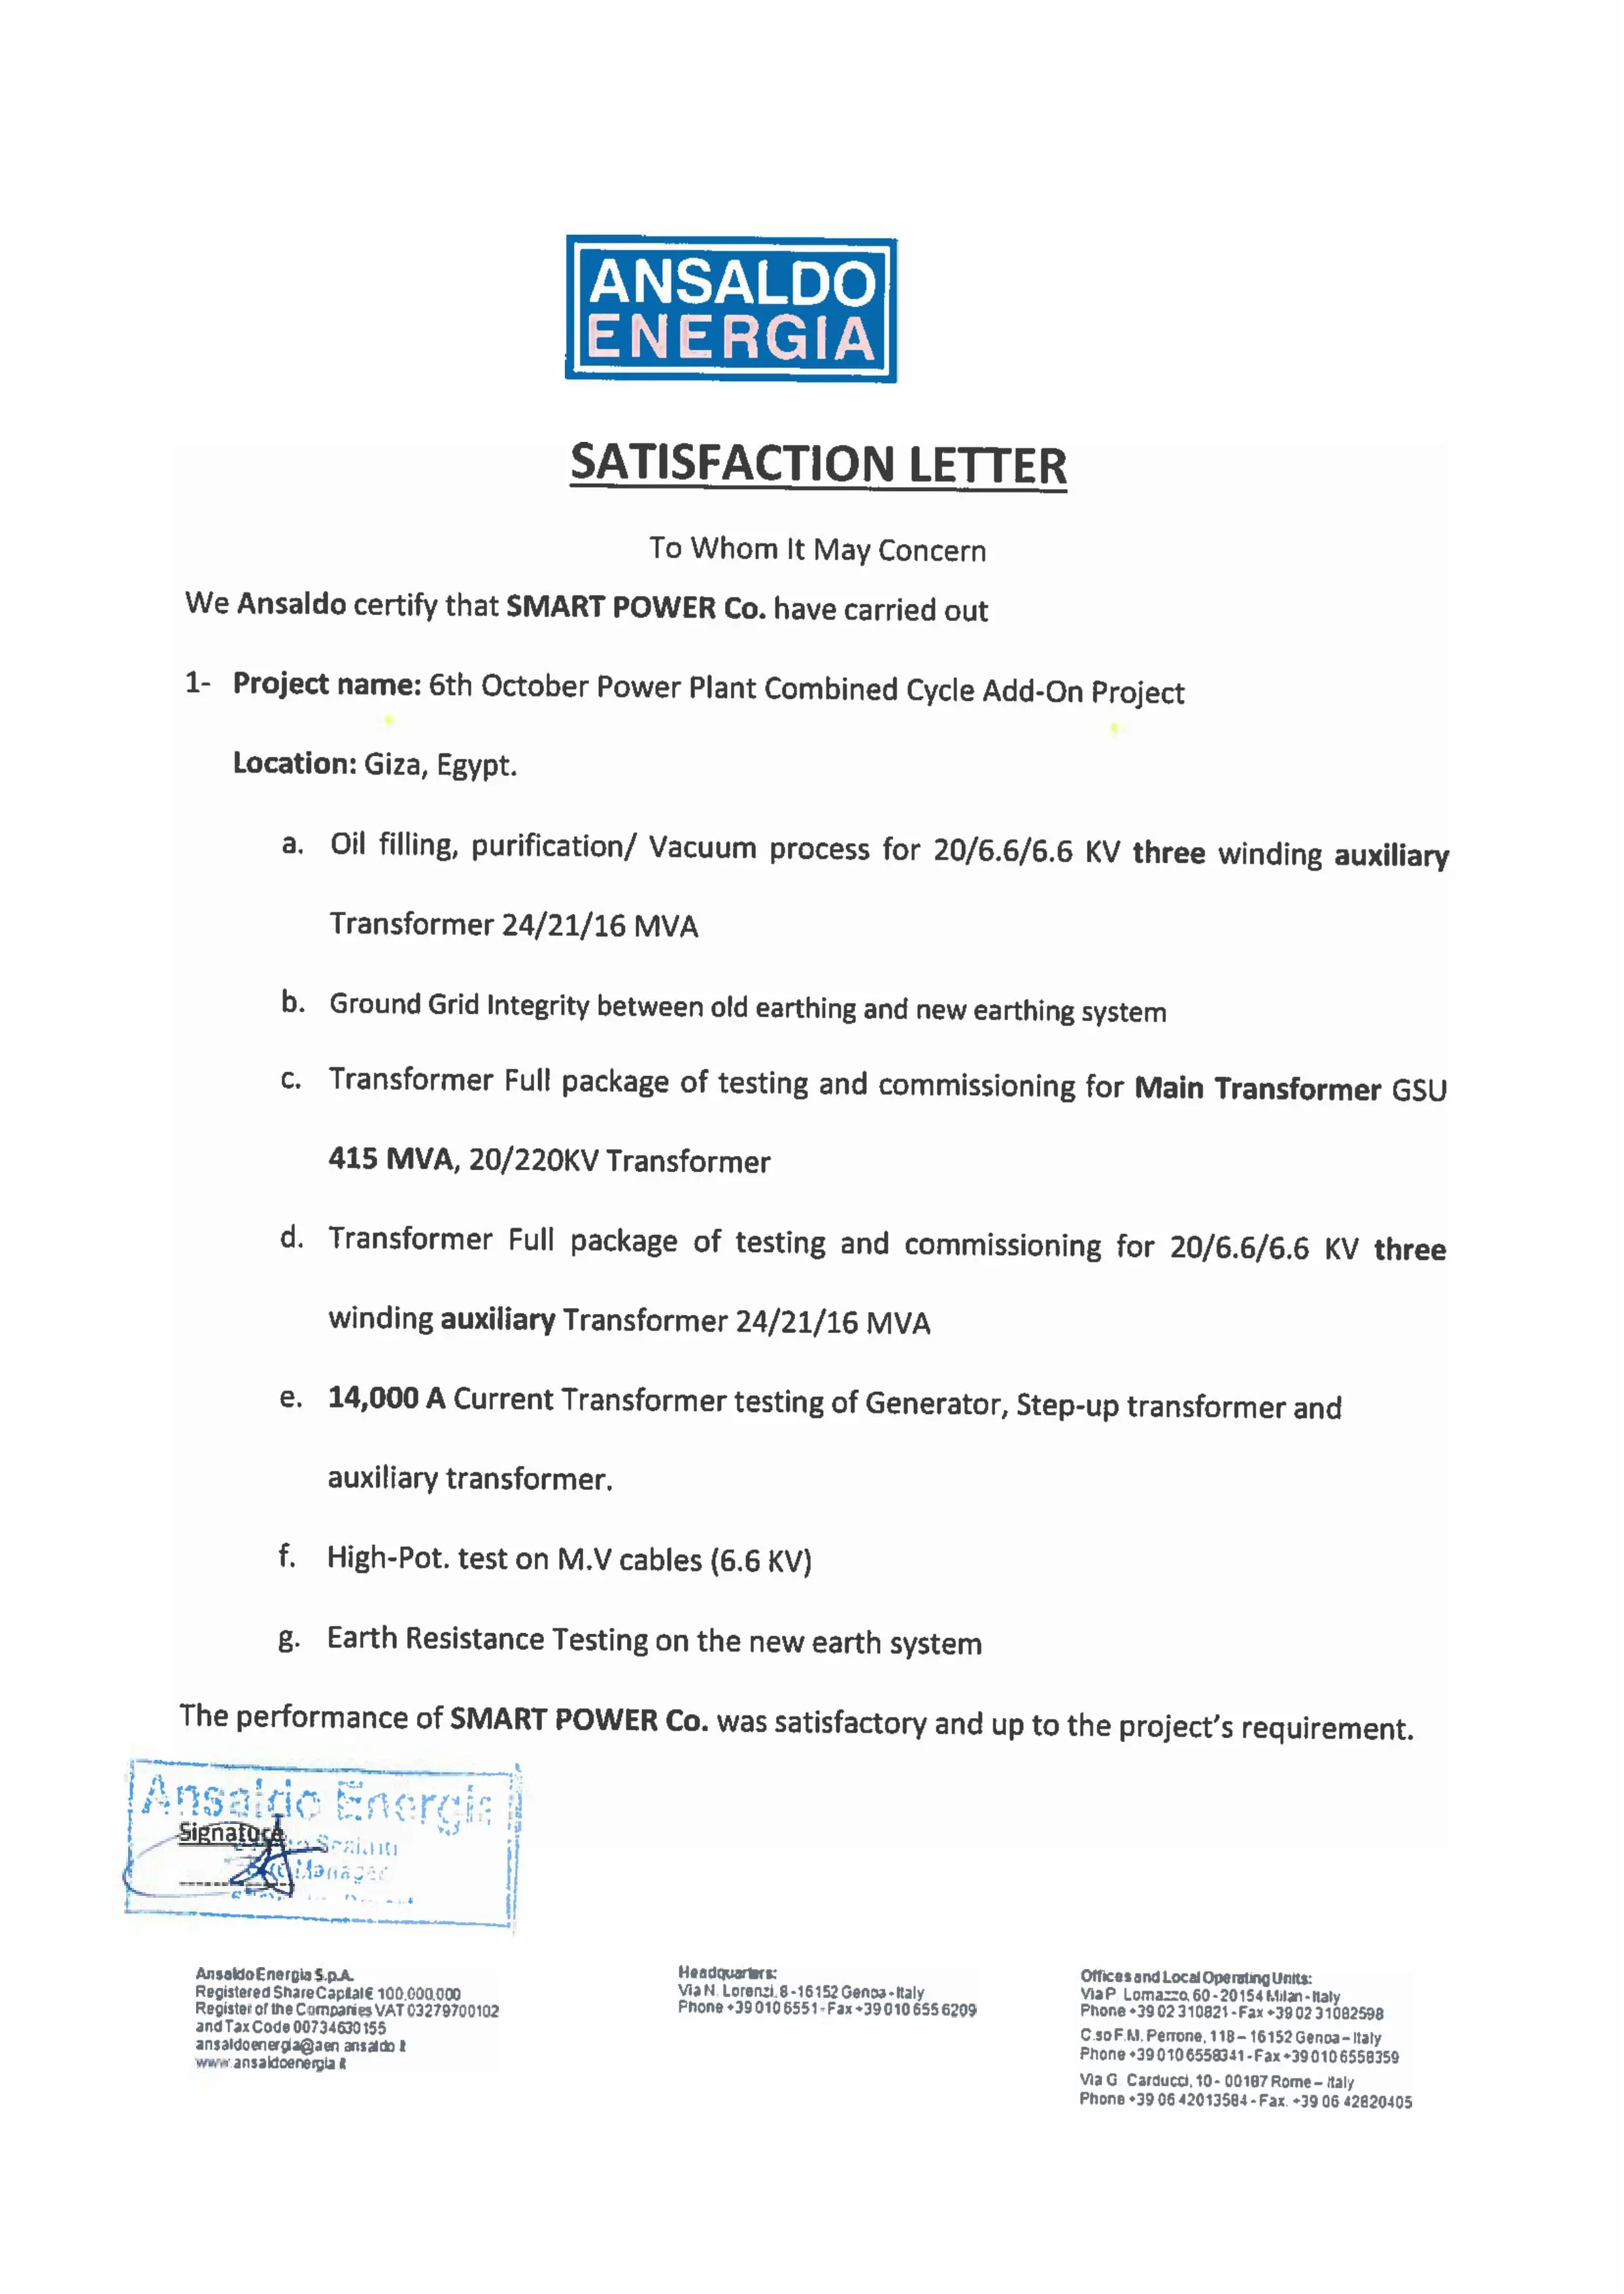 ANSALDO
ENERGIA
SATISFACTION LETTER
To Whom It May Concern
We Ansaldo certify that SMART POWER Co. have carried out
1- Project name: 6th October Power Plant Combined Cycle Add-On Project
Location: Giza, Egypt.
a. Oil filling, purification/ Vacuum process for 20/6.6/6.6 KV three winding auxiliary
Transformer 24/21/16 MVA
b. Ground Grid Integrity between old earthing and new earthing system
c. Transformer Full package of testing and commissioning for Main Transformer GSU
415 MVA, 20/220KV Transformer
d. Transformer Full package of testing and commissioning for 20/6.6/6.6 KV three
winding auxiliary Transformer 24/21/16 MVA
e. 14,000 A Current Transformer testing of Generator, Step-up transformer and
auxiliary transformer.
f. High-Pot. test on M.V cables (6.6 KV)
g. Earth Resistance Testing on the new earth system
The performance of SMART POWER Co. was satisfactory and up to the project's requirement.
Ansaldo Energia
Signature
Manager
Ansaldo Energia S.p.A.
Registered Share Capital € 100.000.000
Register of the Companies VAT 03279700102
and Tax Code 00734630155
ansaldoenergia@aen.ansaldo.it
www.ansaldoenergia.it
Headquarters:
Via N. Lorenzi, 8 - 16152 Genoa - Italy
Phone +39 010 6551 - Fax +39 010 655 6209
Offices and Local Operating Units:
Via P. Lomazzo, 60 - 20154 Milan - Italy
Phone +39 02 310821 - Fax +39 02 31082598
C.so F.M. Perrone, 118 – 16152 Genoa – Italy
Phone +39 010 6558341 - Fax +39 010 6558359
Via G. Carducci, 10 - 00187 Rome – Italy
Phone +39 06 42013584 - Fax. +39 06 42820405